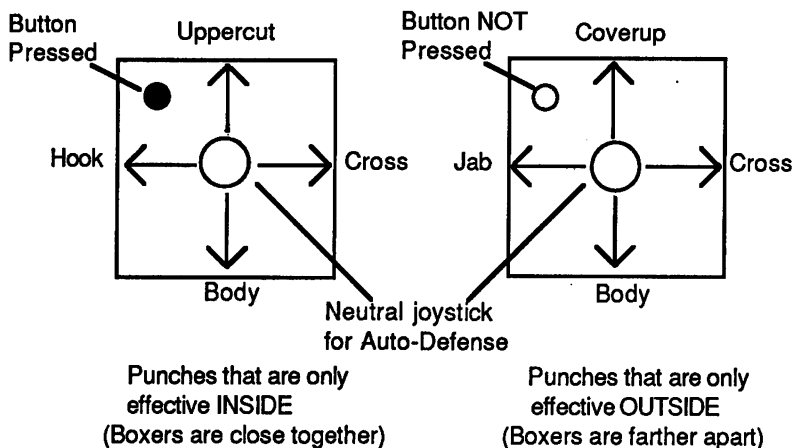 Button
Pressed
Uppercut
Hook
Cross
Body
Button NOT
Pressed
Coverup
Jab
Cross
Body
Neutral joystick
for Auto-Defense
Punches that are only
effective INSIDE
(Boxers are close together)
Punches that are only
effective OUTSIDE
(Boxers are farther apart)